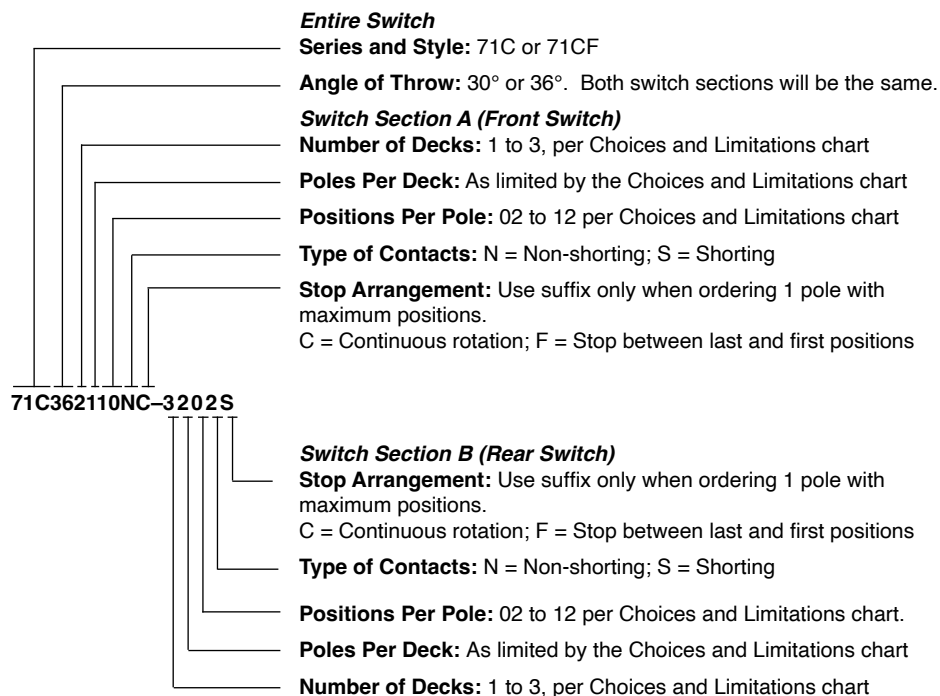 Entire Switch
Series and Style: 71C or 71CF
Angle of Throw: 30° or 36°. Both switch sections will be the same.
Switch Section A (Front Switch)
Number of Decks: 1 to 3, per Choices and Limitations chart
Poles Per Deck: As limited by the Choices and Limitations chart
Positions Per Pole: 02 to 12 per Choices and Limitations chart
Type of Contacts: N = Non-shorting; S = Shorting
Stop Arrangement: Use suffix only when ordering 1 pole with
maximum positions.
C = Continuous rotation; F = Stop between last and first positions
71C362110NC–3202S
Switch Section B (Rear Switch)
Stop Arrangement: Use suffix only when ordering 1 pole with
maximum positions.
C = Continuous rotation; F = Stop between last and first positions
Type of Contacts: N = Non-shorting; S = Shorting
Positions Per Pole: 02 to 12 per Choices and Limitations chart.
Poles Per Deck: As limited by the Choices and Limitations chart
Number of Decks: 1 to 3, per Choices and Limitations chart